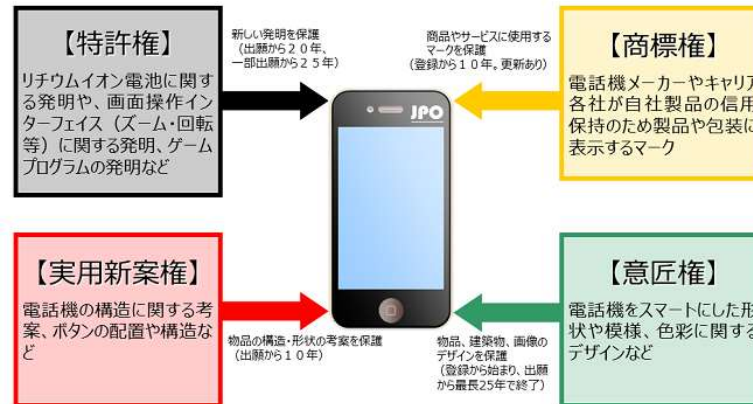 【特許権】
リチウムイオン電池に関す
る発明や、画面操作イン
ターフェイス（ズーム・回転
等）に関する発明、ゲーム
プログラムの発明など
新しい発明を保護
（出願から２０年、
一部出願から２５年）
商品やサービスに使用する
マークを保護
（登録から１０年。更新あり）
【商標権】
電話機メーカーやキャリア
各社が自社製品の信用
保持のため製品や包装に
表示するマーク
JPO
【実用新案権】
電話機の構造に関する考
案、ボタンの配置や構造な
ど
物品の構造・形状の考案を保護
（出願から１０年）
物品、建築物、画像の
デザインを保護
（登録から始まり、出願
から最長25年で終了）
【意匠権】
電話機をスマートにした形
状や模様、色彩に関する
デザインなど